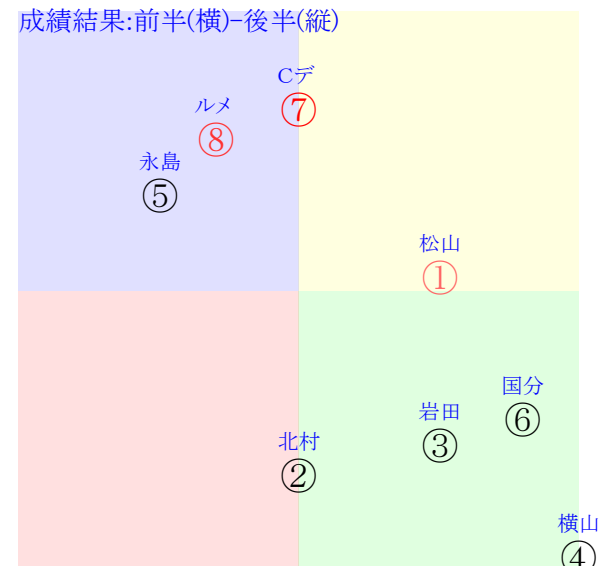 成績結果:前半(横)-後半(縦)
Cデ
⑦
ルメ
⑧
永島
⑤
松山
①
国分
⑥
岩田
③
北村
②
横山
④